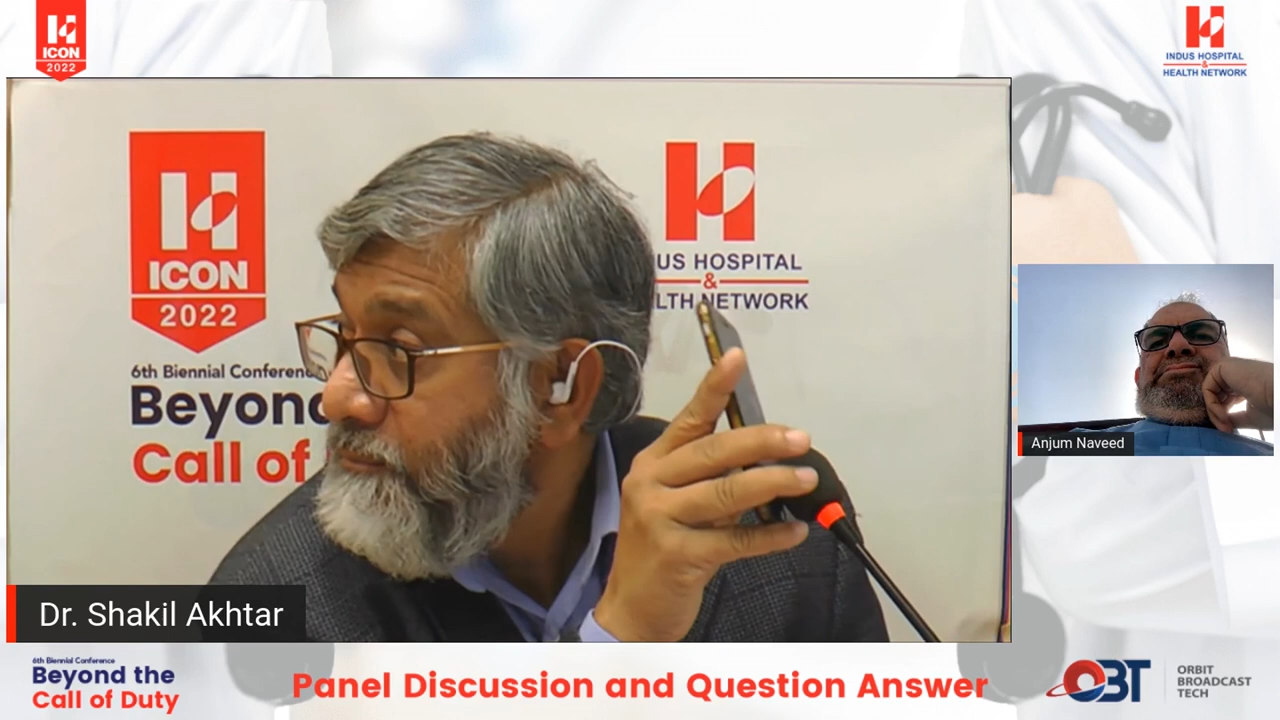 ICON
2022
INDUS HOSPITAL
&
HEALTH NETWORK
ICON
2022
6th Biennial Conferenc
Beyond
Call of
US HOSPITAL
&
LTH NETWORK
Anjum Naveed
Dr. Shakil Akhtar
6th Biennial Conference
Beyond the
Call of Duty
Panel Discussion and Question Answer
OBT
ORBIT
BROADCAST
TECH